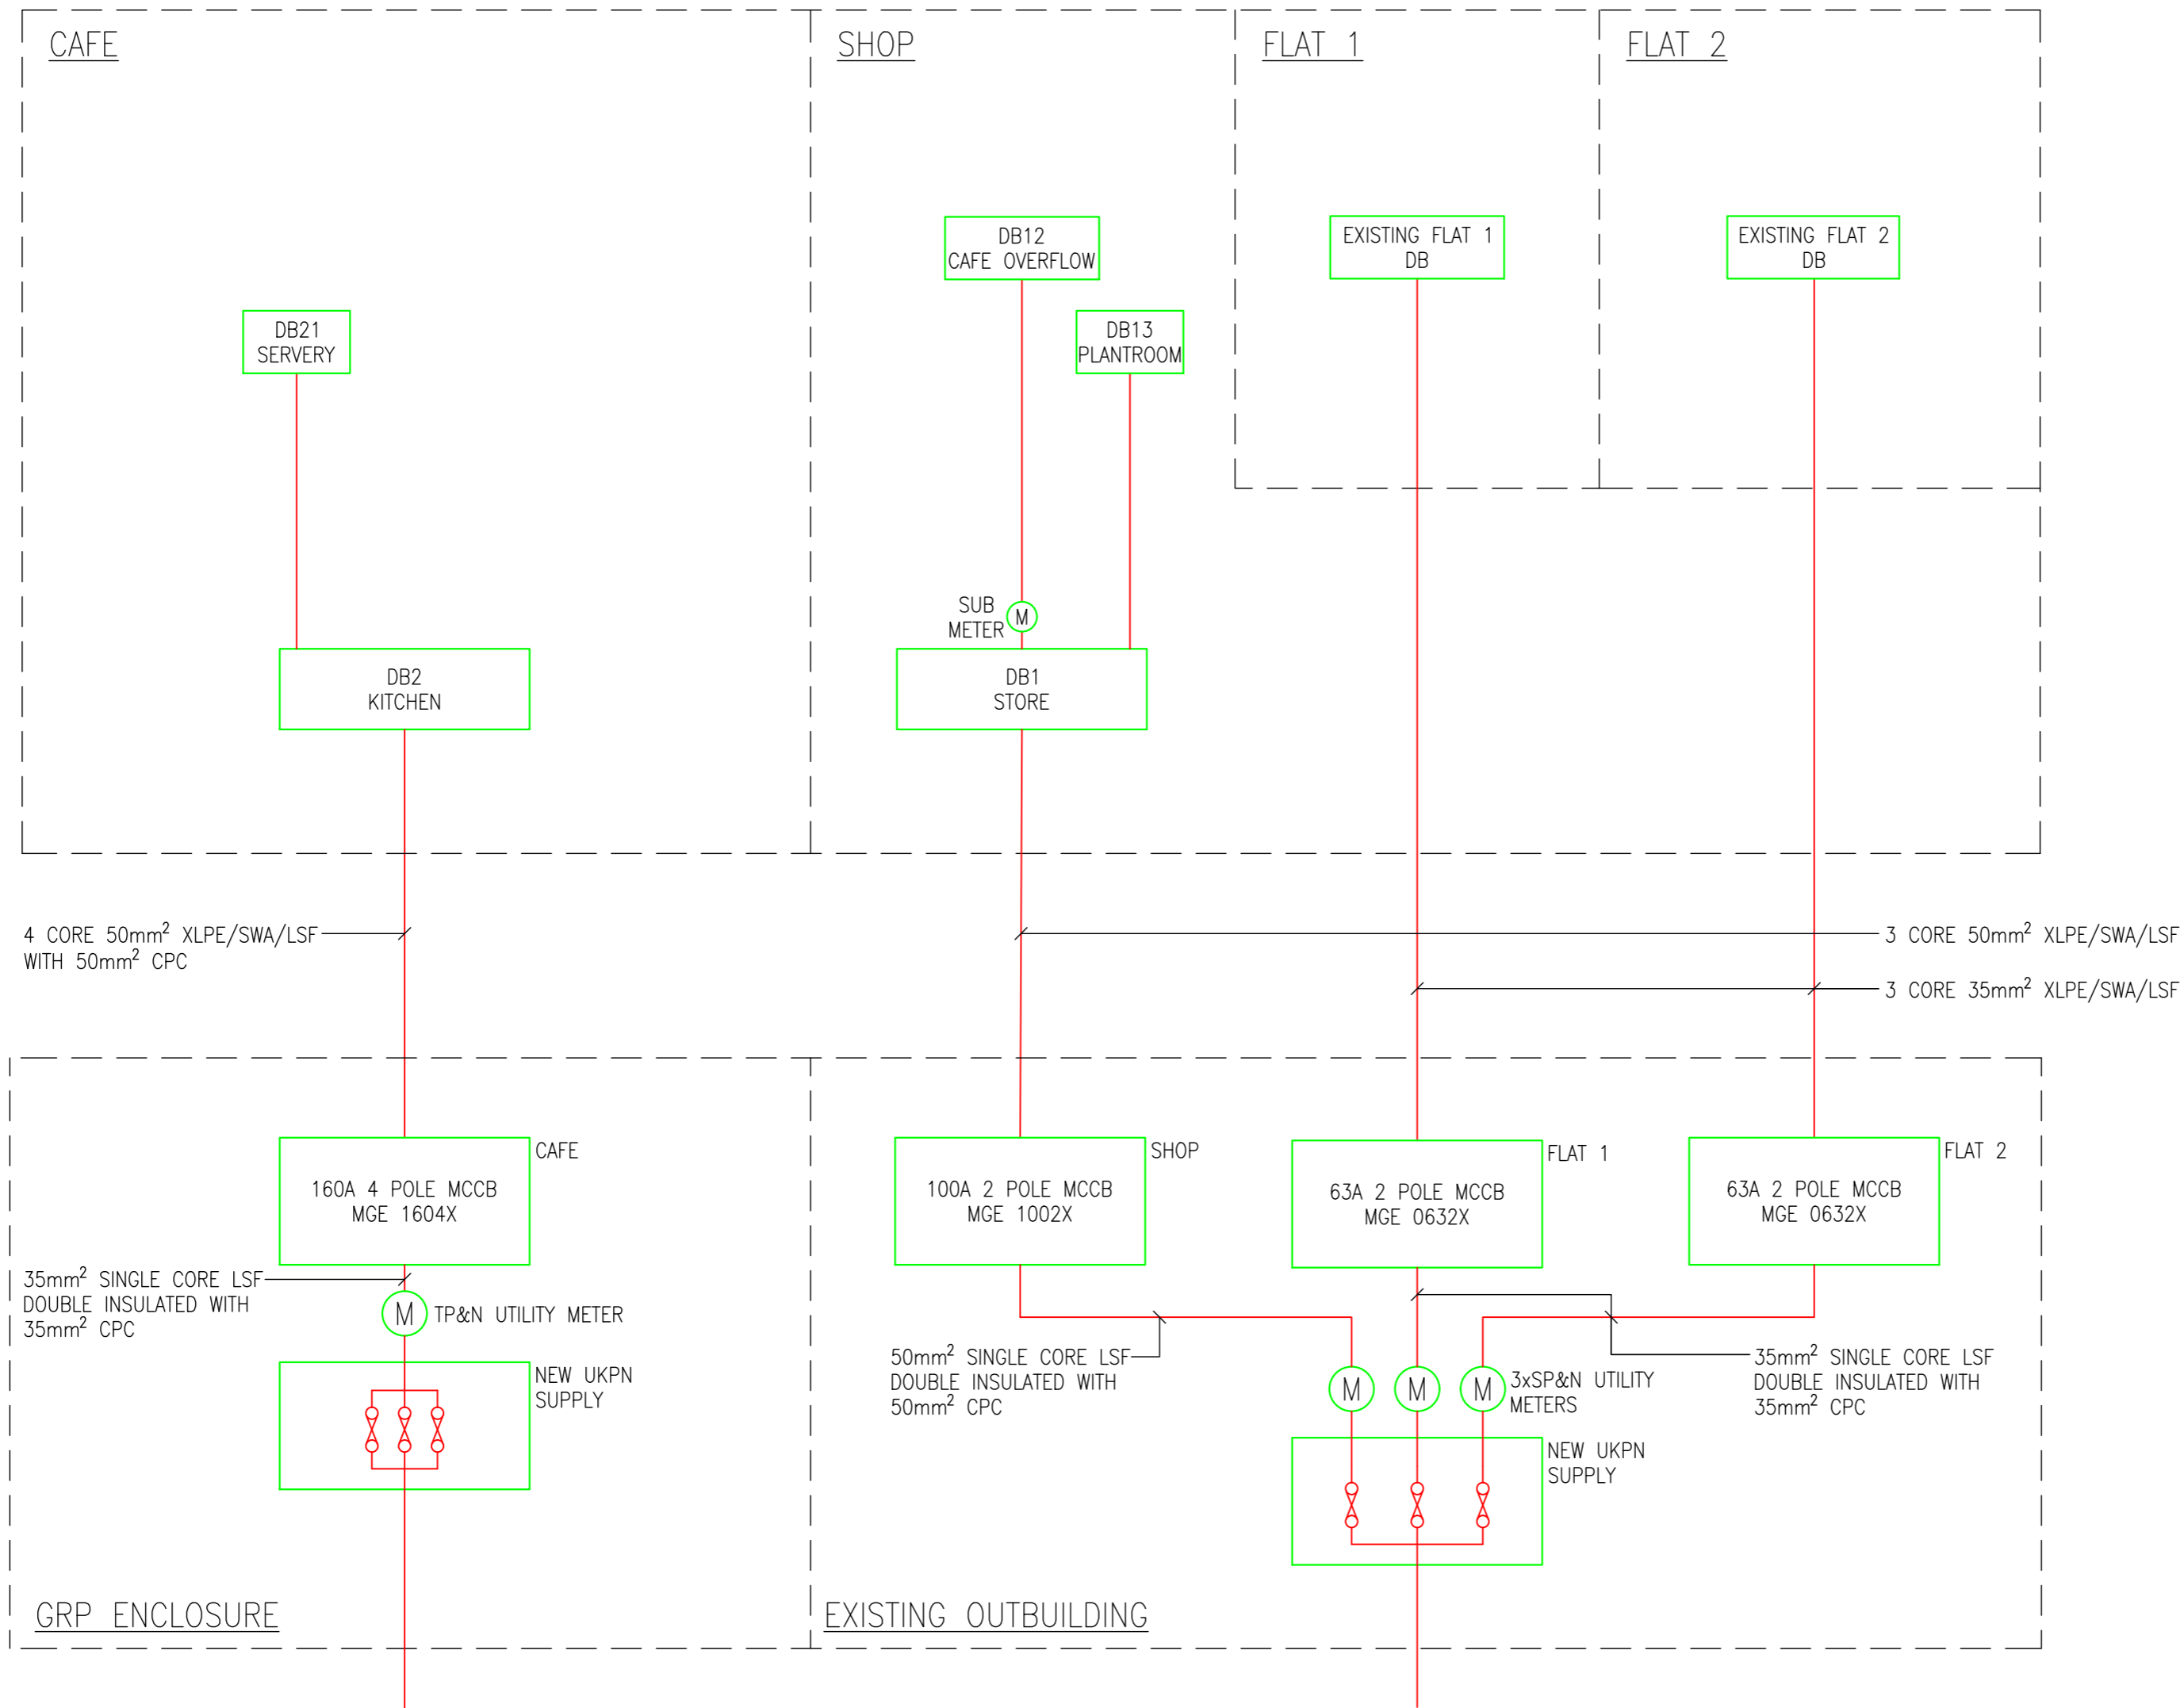 CAFE
SHOP
FLAT 1
FLAT 2
DB12
CAFE OVERFLOW
EXISTING FLAT 1
DB
EXISTING FLAT 2
DB
DB21
SERVERY
DB13
PLANTROOM
SUB
METER
M
DB2
KITCHEN
DB1
STORE
4 CORE 50mm² XLPE/SWA/LSF
WITH 50mm² CPC
3 CORE 50mm² XLPE/SWA/LSF
3 CORE 35mm² XLPE/SWA/LSF
CAFE
160A 4 POLE MCCB
MGE 1604X
SHOP
100A 2 POLE MCCB
MGE 1002X
FLAT 1
63A 2 POLE MCCB
MGE 0632X
FLAT 2
63A 2 POLE MCCB
MGE 0632X
35mm² SINGLE CORE LSF
DOUBLE INSULATED WITH
35mm² CPC
M
TP&N UTILITY METER
50mm² SINGLE CORE LSF
DOUBLE INSULATED WITH
50mm² CPC
M
M
M
3xSP&N UTILITY
METERS
35mm² SINGLE CORE LSF
DOUBLE INSULATED WITH
35mm² CPC
NEW UKPN
SUPPLY
NEW UKPN
SUPPLY
GRP ENCLOSURE
EXISTING OUTBUILDING